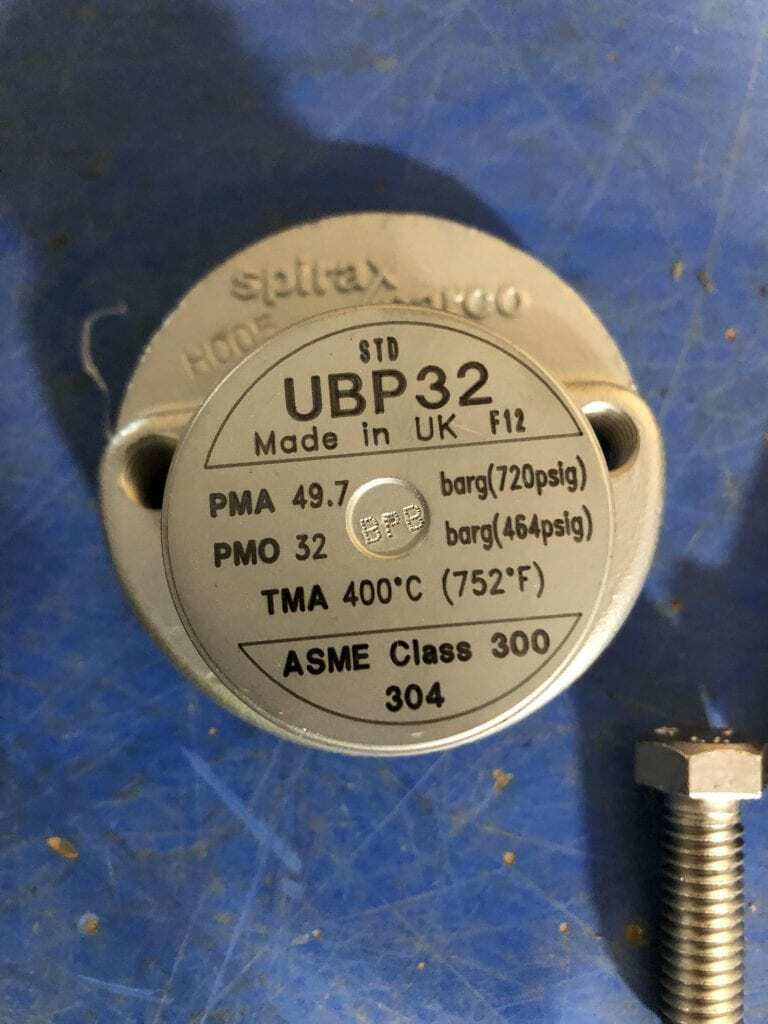 spirax
STD
UBP32
Made in UK F12
PMA 49.7 barg(720psig)
BPB
PMO 32 barg(464psig)
TMA 400°C (752°F)
ASME Class 300
304